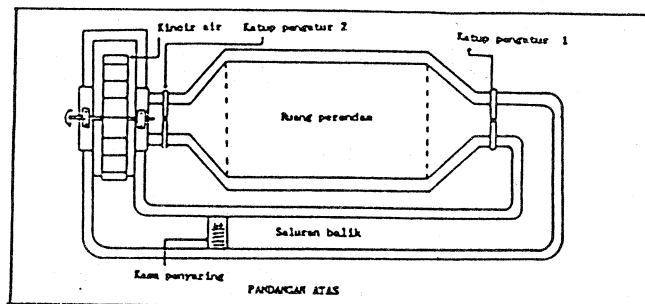 Kincir air
Katup pengatur 2
Katup pengatur 1
Ruang perendam
Saluran balik
Kasa penyaring
PANDANGAN ATAS